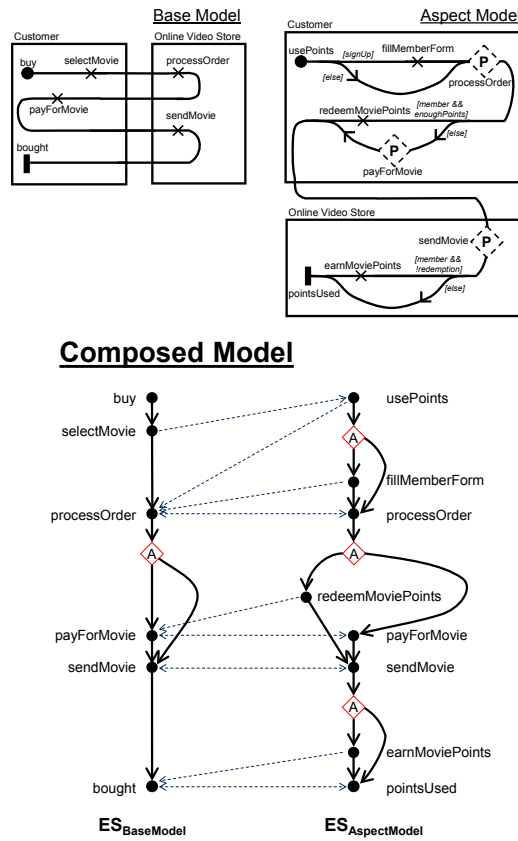 Base Model
Customer
Online Video Store
buy
selectMovie
processOrder
payForMovie
sendMovie
bought
Aspect Model
Customer
usePoints
[signUp]
fillMemberForm
P
[else]
processOrder
redeemMoviePoints
[member &&
enoughPoints]
P
[else]
payForMovie
Online Video Store
sendMovie
P
earnMoviePoints
[member &&
!redemption]
pointsUsed
[else]
Composed Model
buy
usePoints
selectMovie
A
fillMemberForm
processOrder
processOrder
A
A
redeemMoviePoints
payForMovie
payForMovie
sendMovie
sendMovie
A
earnMoviePoints
bought
pointsUsed
ESBaseModel
ESAspectModel